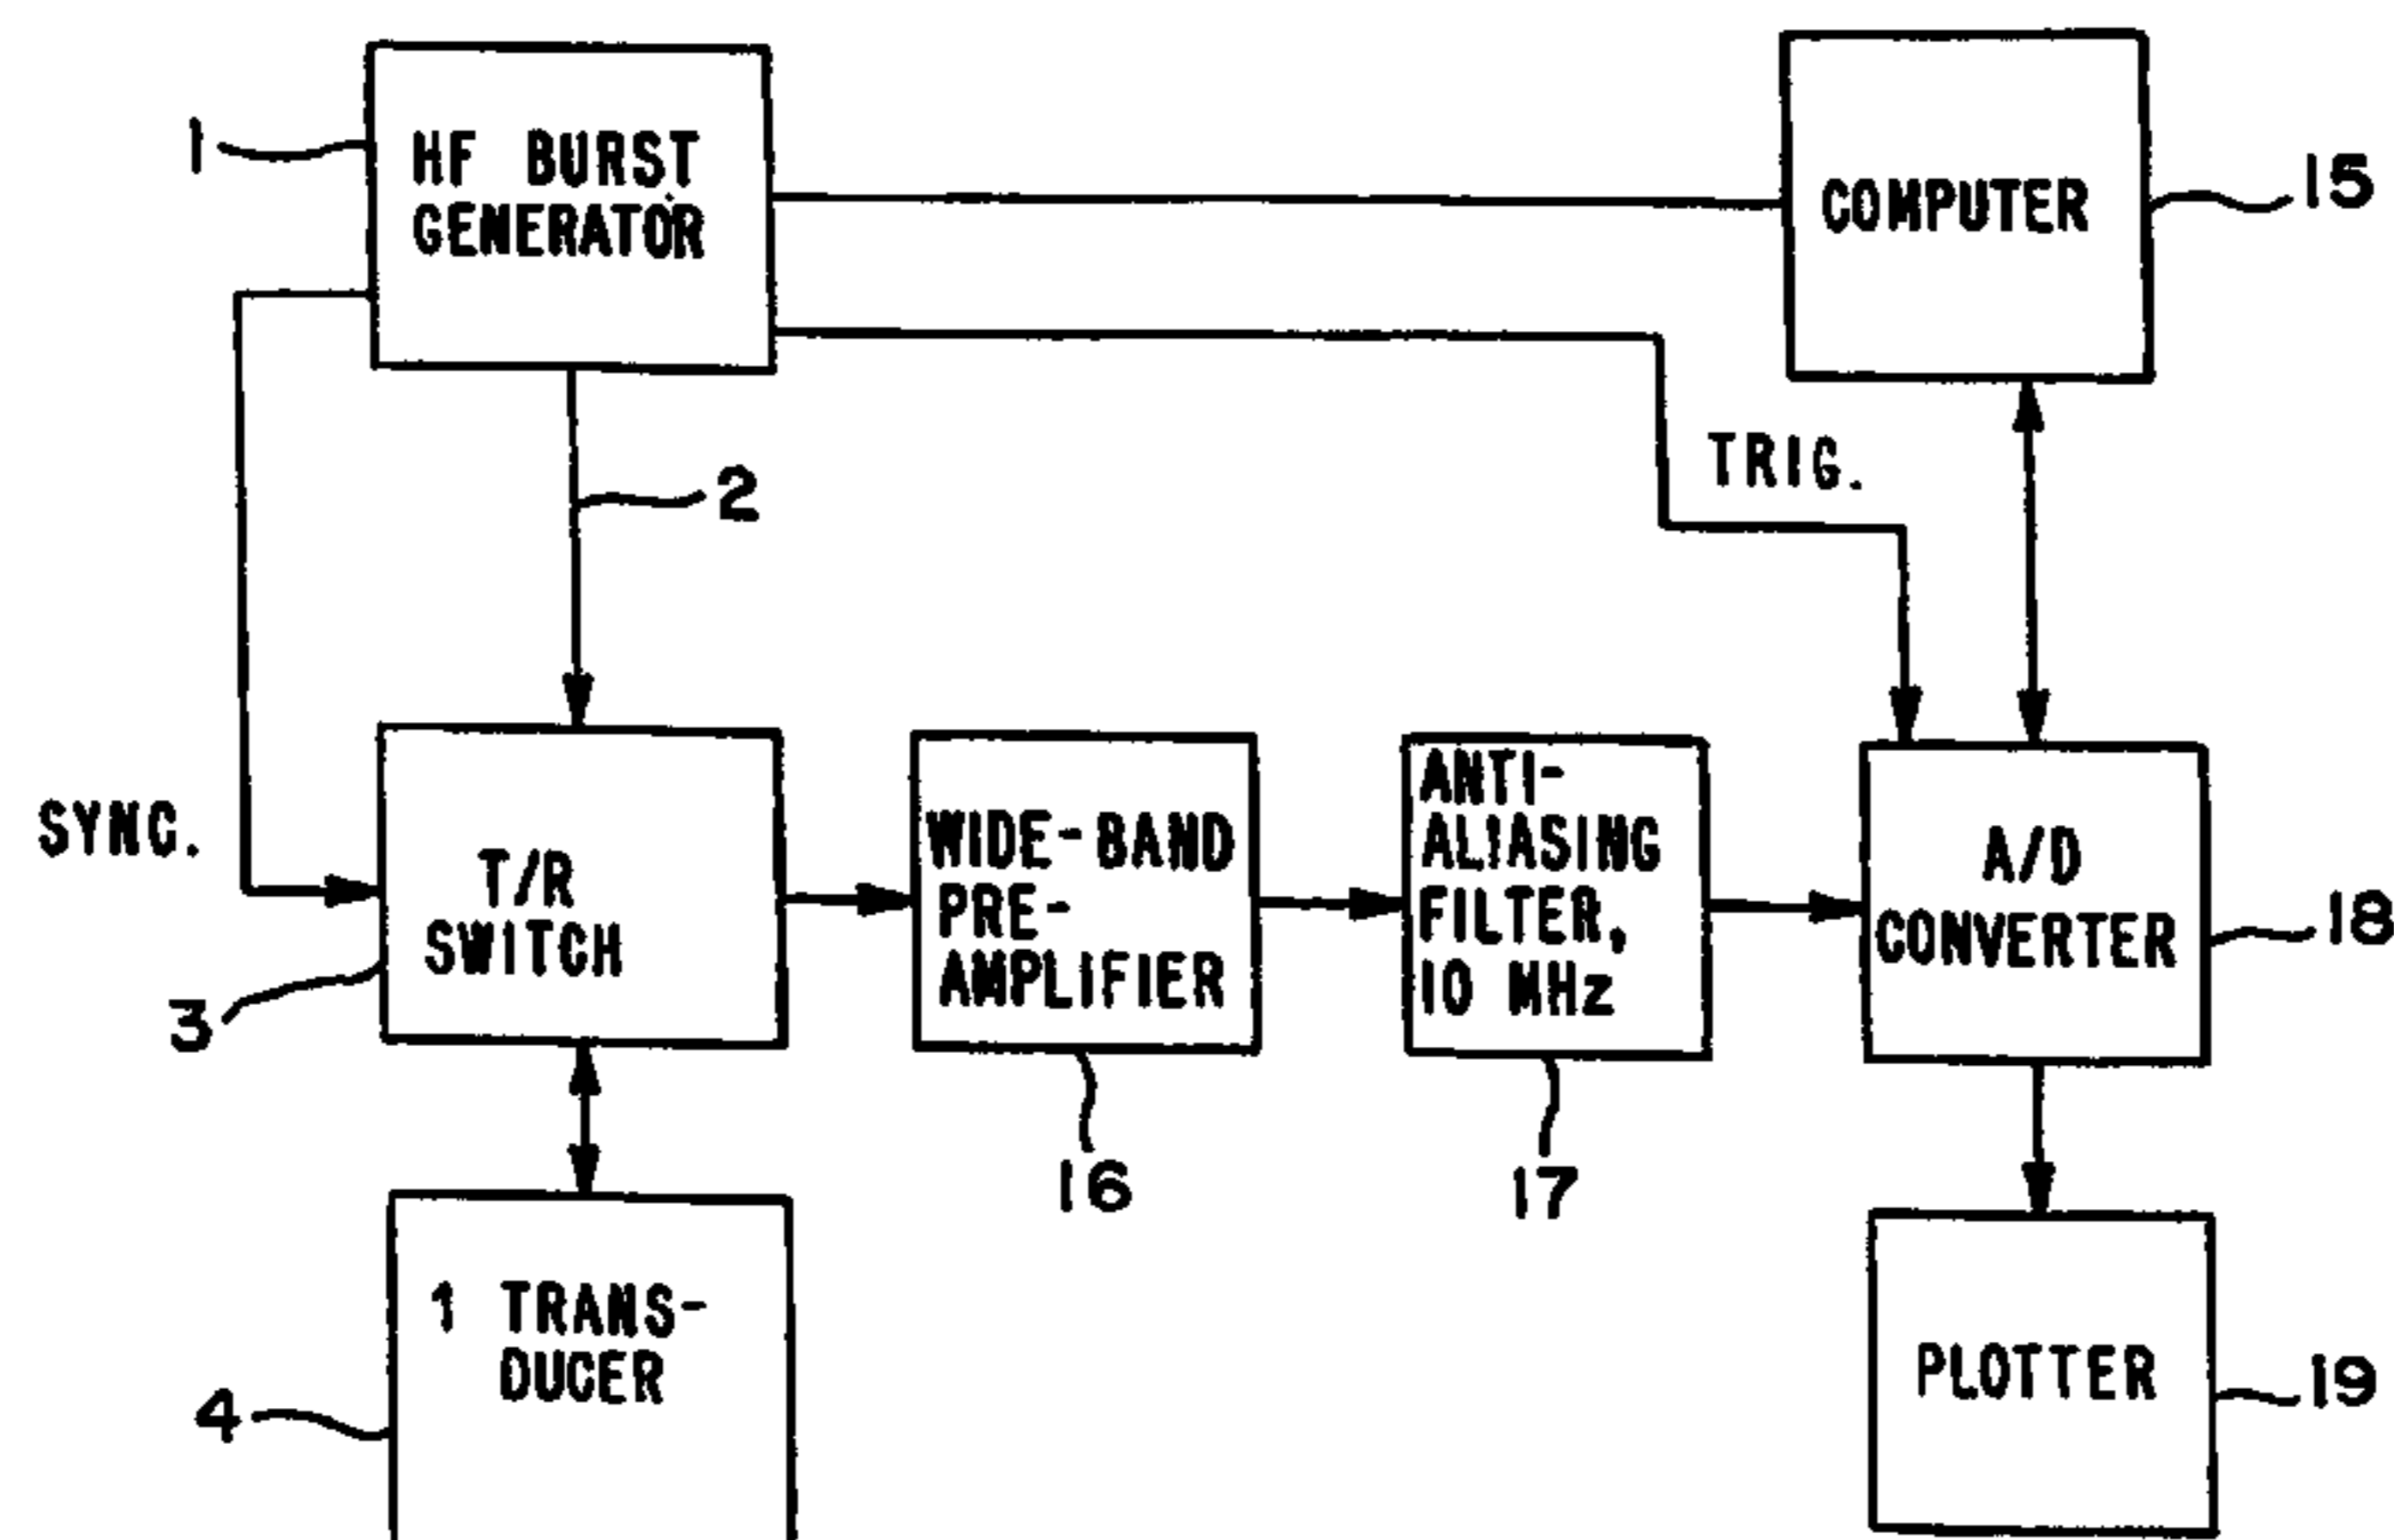 1
HF BURST
GENERATOR
COMPUTER
15
2
TRIG.
SYNC.
T/R
SWITCH
3
WIDE-BAND
PRE-
AMPLIFIER
16
ANTI-
ALIASING
FILTER,
10 MHz
17
A/D
CONVERTER
18
1 TRANS-
DUCER
4
PLOTTER
19